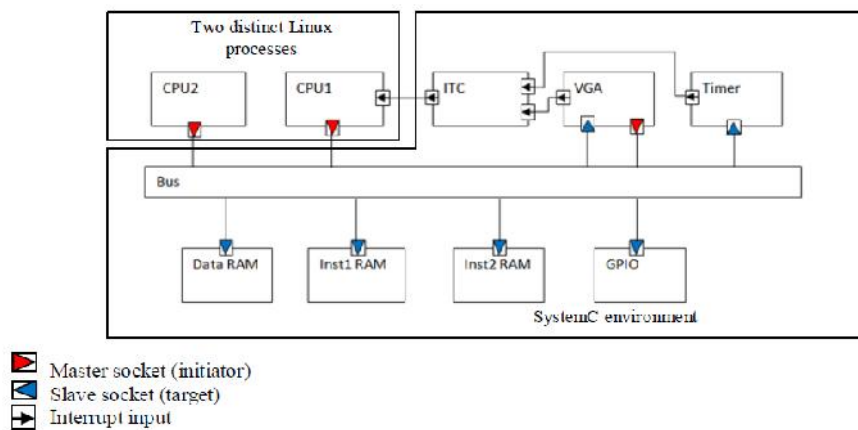 Two distinct Linux
processes
CPU2
CPU1
ITC
VGA
Timer
Bus
Data RAM
Inst1 RAM
Inst2 RAM
GPIO
SystemC environment
Master socket (initiator)
Slave socket (target)
Interrupt input